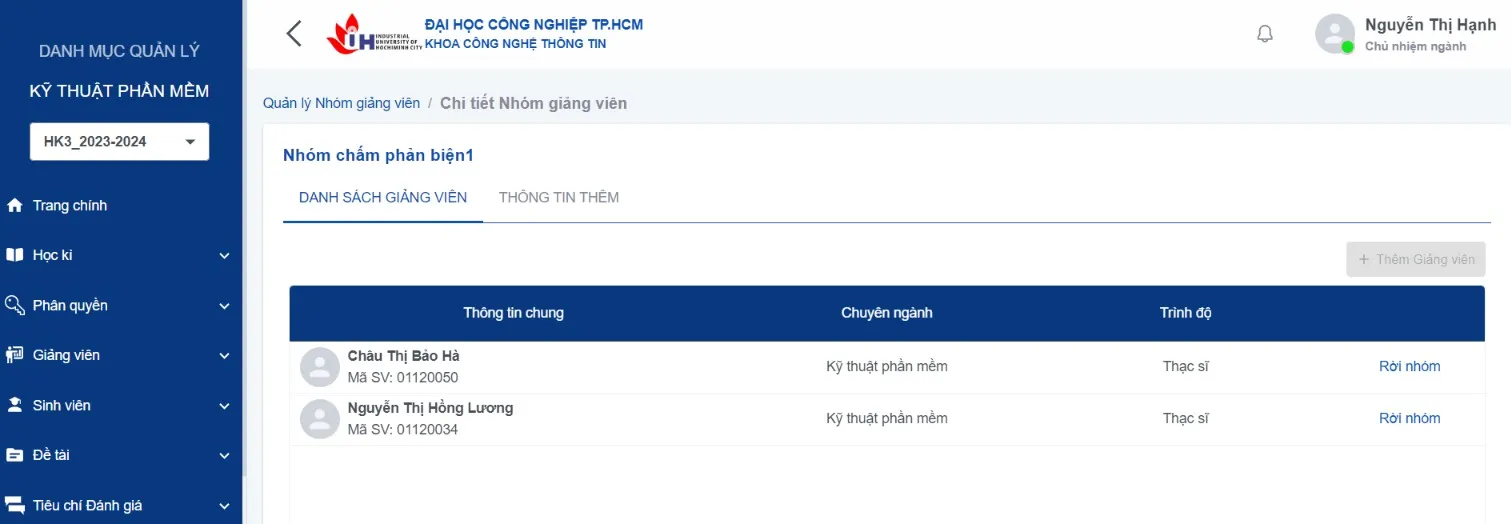 DANH MỤC QUẢN LÝ
KỸ THUẬT PHẦN MỀM
HK3_2023-2024
Trang chính
Học kì
Phân quyền
Giảng viên
Sinh viên
Đề tài
Tiêu chí Đánh giá
IUH
INDUSTRIAL
UNIVERSITY OF
HOCHIMINH CITY
ĐẠI HỌC CÔNG NGHIỆP TP.HCM
KHOA CÔNG NGHỆ THÔNG TIN
Nguyễn Thị Hạnh
Chủ nhiệm ngành
Quản lý Nhóm giảng viên / Chi tiết Nhóm giảng viên
Nhóm chấm phản biện1
DANH SÁCH GIẢNG VIÊN THÔNG TIN THÊM
+ Thêm Giảng viên
Thông tin chung Chuyên ngành Trình độ
Châu Thị Bảo Hà
Mã SV: 01120050
Kỹ thuật phần mềm Thạc sĩ Rời nhóm
Nguyễn Thị Hồng Lương
Mã SV: 01120034
Kỹ thuật phần mềm Thạc sĩ Rời nhóm